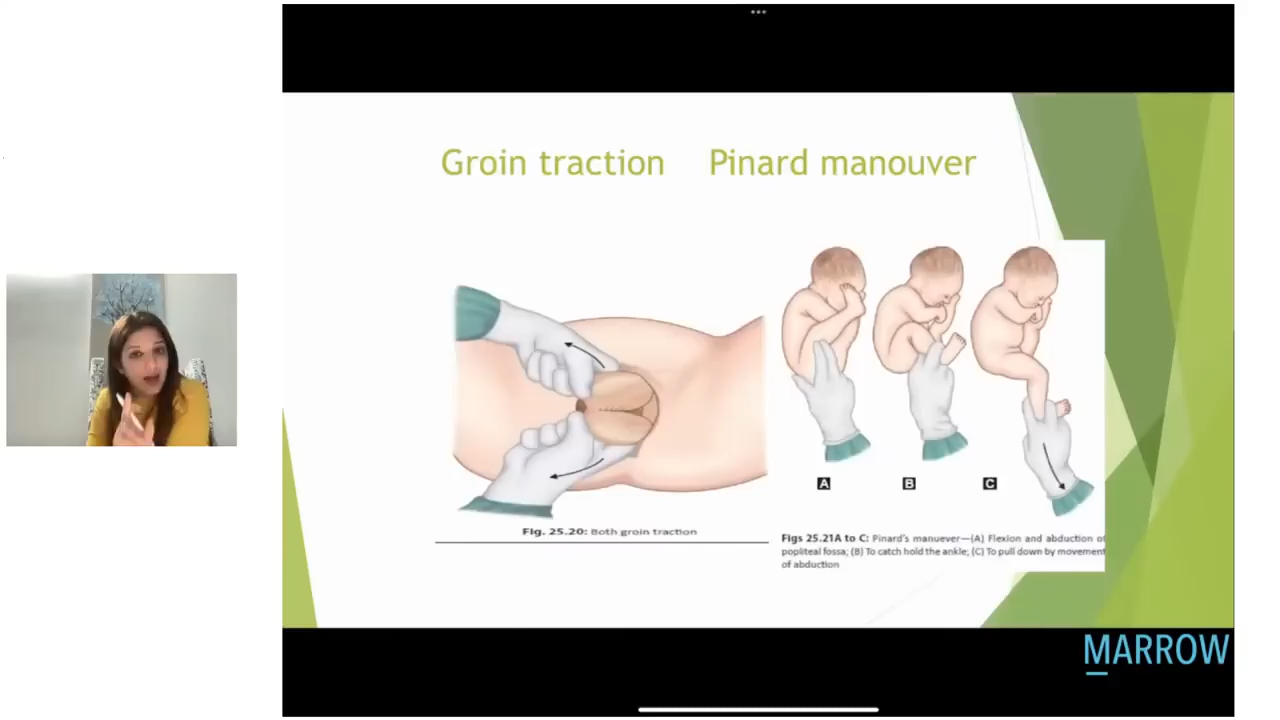 Groin traction Pinard manouver
Fig. 25.20: Both groin traction
A B C
Figs 25.21A to C: Pinard's manuever—(A) Flexion and abduction of
popliteal fossa; (B) To catch hold the ankle; (C) To pull down by movement
of abduction
MARROW